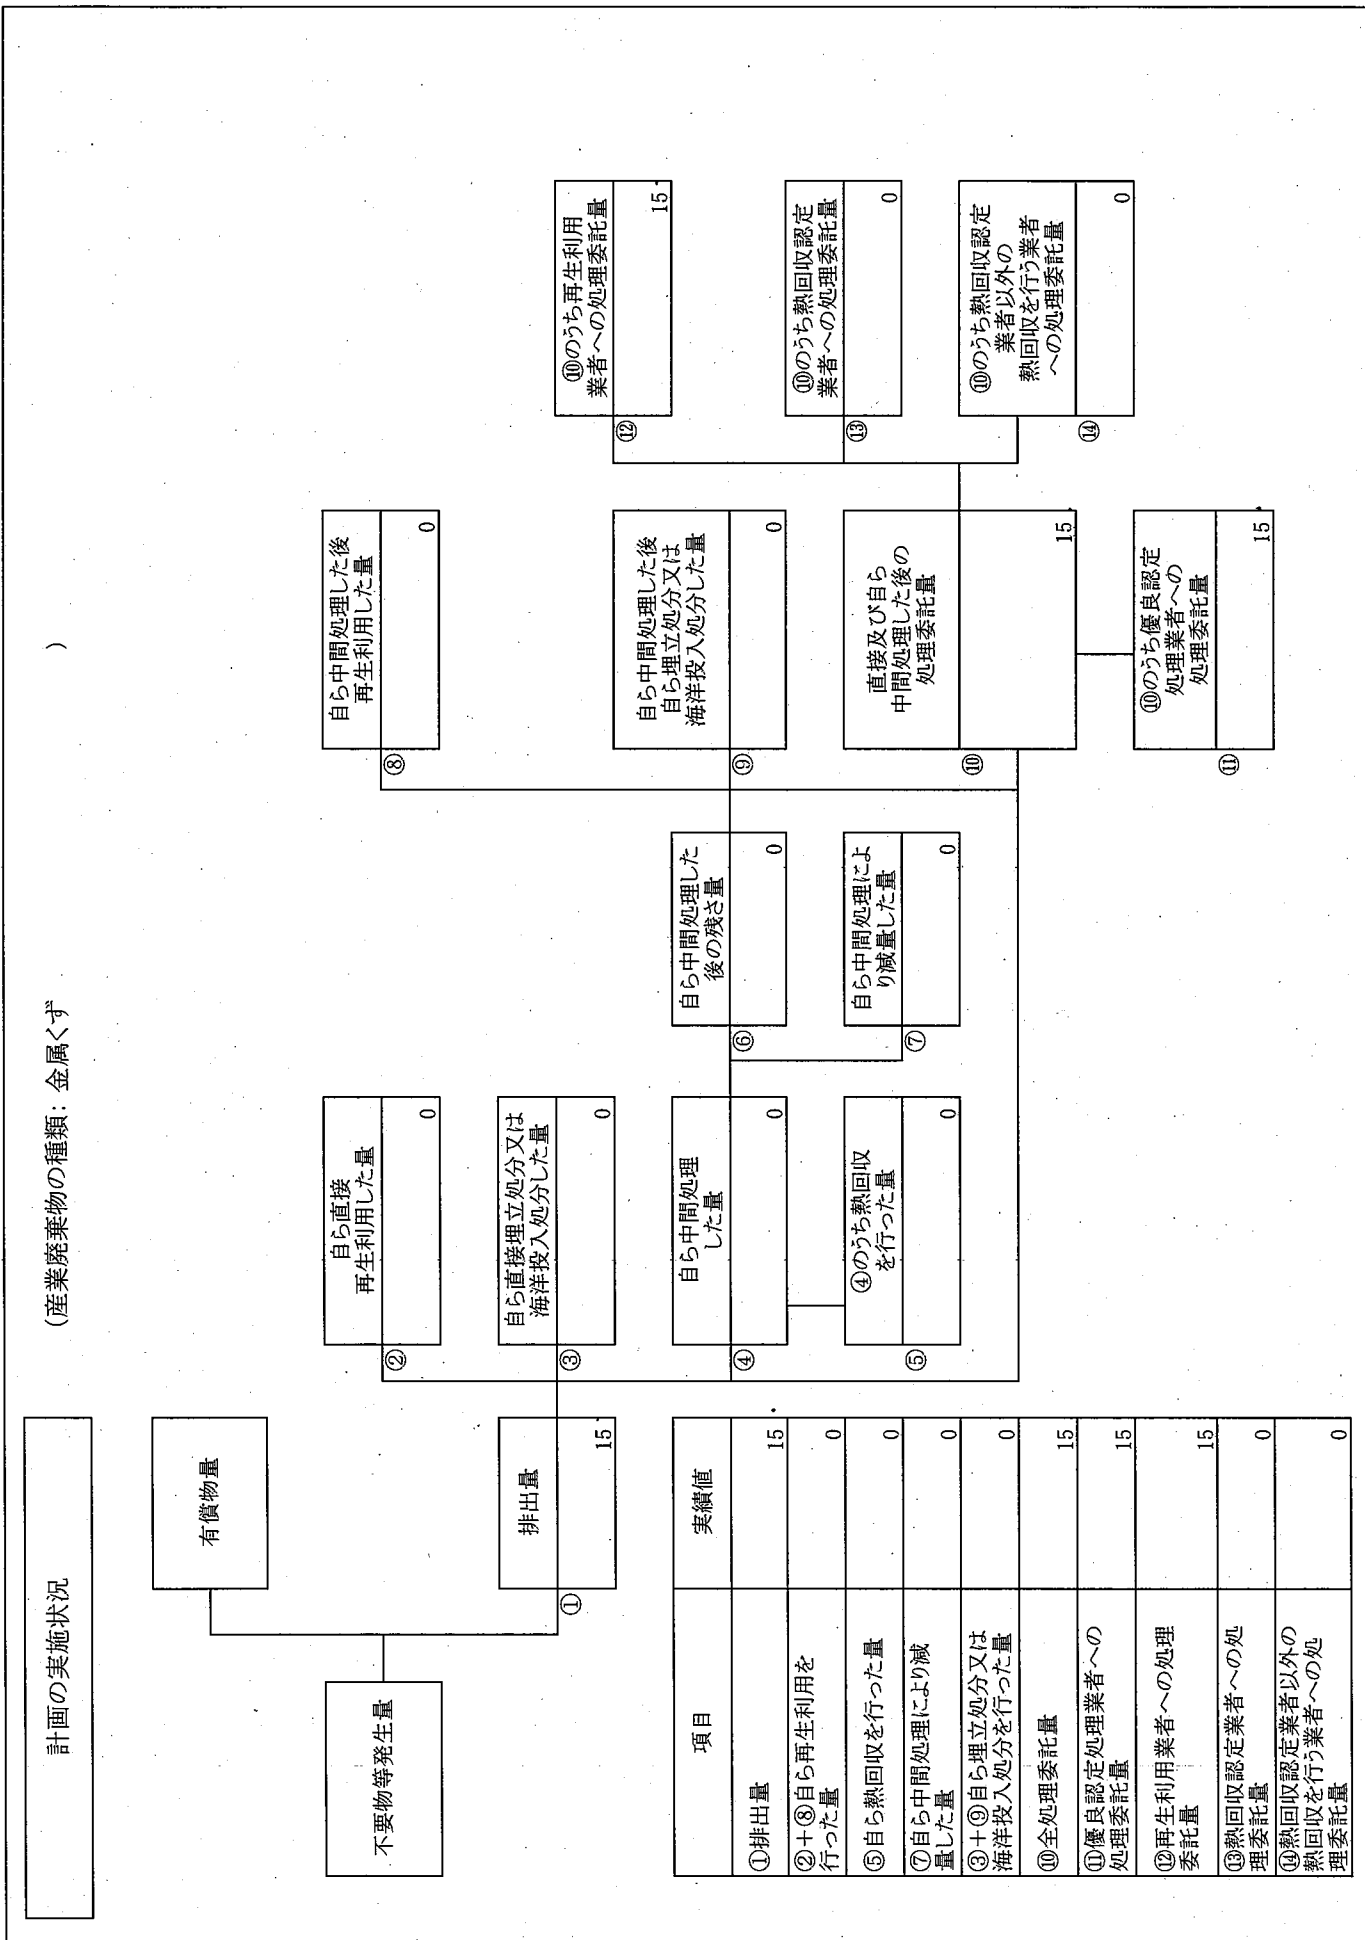 計画の実施状況
(産業廃棄物の種類： 金属くず　　　　　　　)
不要物等発生量
有償物量
排出量
①
15
自ら直接
再生利用した量
②
0
自ら直接埋立処分又は
海洋投入処分した量
③
0
自ら中間処理
した量
④
0
④のうち熱回収
を行った量
⑤
0
自ら中間処理した
後の残さ量
⑥
0
自ら中間処理によ
り減量した量
⑦
0
自ら中間処理した後
再生利用した量
⑧
0
自ら中間処理した後
自ら埋立処分又は
海洋投入処分した量
⑨
0
直接及び自ら
中間処理した後の
処理委託量
⑩
15
⑩のうち優良認定
処理業者への
処理委託量
⑪
15
⑩のうち再生利用
業者への処理委託量
⑫
15
⑩のうち熱回収認定
業者への処理委託量
⑬
0
⑩のうち熱回収認定
業者以外の
熱回収を行う業者
への処理委託量
⑭
0
項目 実績値
①排出量 15
②＋⑧自ら再生利用を
行った量 0
⑤自ら熱回収を行った量 0
⑦自ら中間処理により減
量した量 0
③＋⑨自ら埋立処分又は
海洋投入処分を行った量 0
⑩全処理委託量 15
⑪優良認定処理業者への
処理委託量 15
⑫再生利用業者への処理
委託量 15
⑬熱回収認定業者への処
理委託量 0
⑭熱回収認定業者以外の
熱回収を行う業者への処
理委託量 0